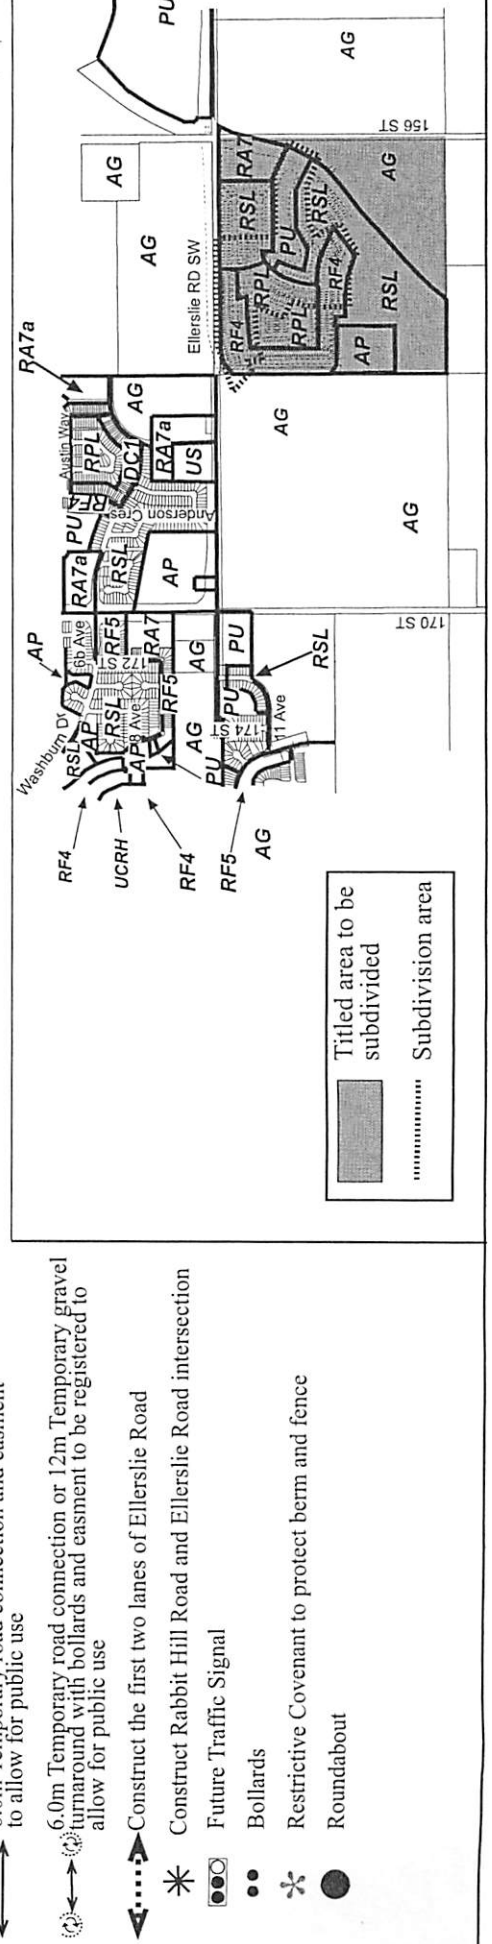 to allow for public use
6.0m Temporary road connection or 12m Temporary gravel
turnaround with bollards and easment to be registered to
allow for public use
Construct the first two lanes of Ellerslie Road
Construct Rabbit Hill Road and Ellerslie Road intersection
Future Traffic Signal
Bollards
Restrictive Covenant to protect berm and fence
Roundabout
Titled area to be
subdivided
Subdivision area
RF4
UCRH
RF4
RF5
AG
Washburn Dr
AP
RSL
AP
6b Ave
RF5
172 ST
RSL
RA7
AP
8 Ave
RF5
AG
AG
PU
PU
PU
174 ST
11 Ave
RSL
170 ST
RA7a
PU
RF4
RSL
AP
Anderson Cres
Austin Way
RPL
DC1
RA7a
US
AG
RA7a
AG
AG
AG
AG
Ellerslie RD SW
RF4
RPL
RPL
RSL
PU
RA7
RSL
RF4
AP
RSL
AG
156 ST
PU
AG